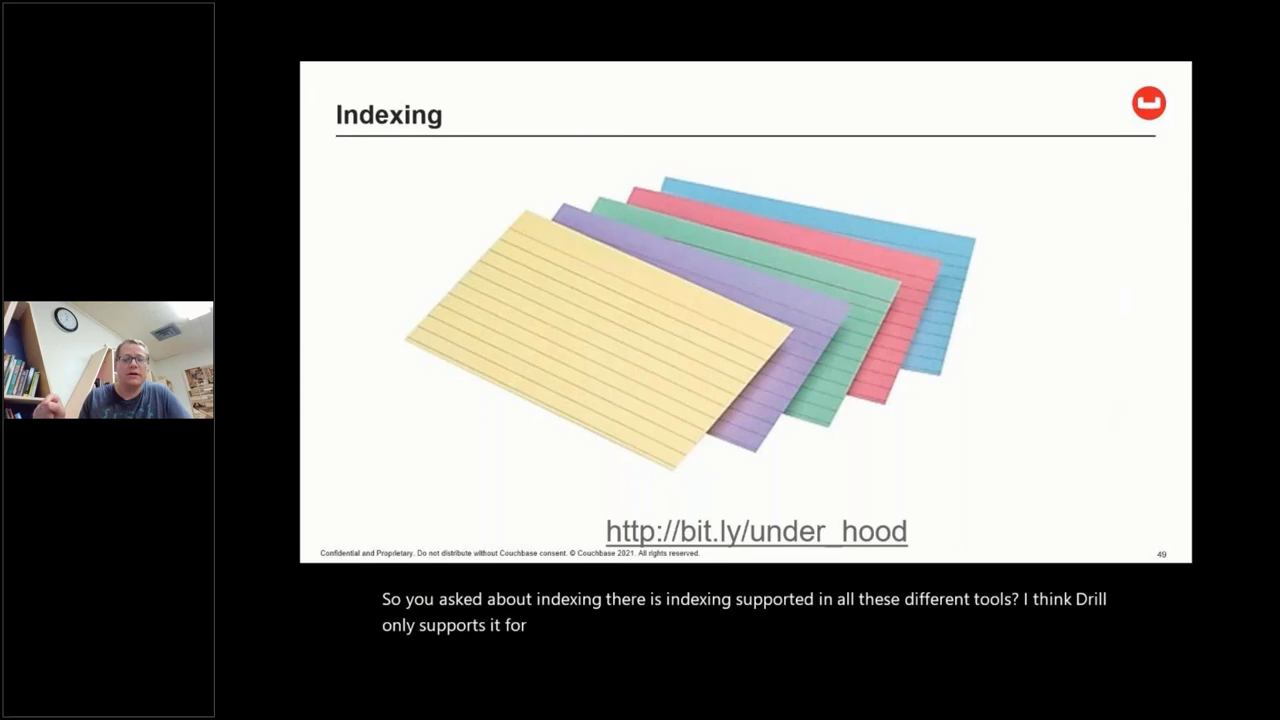 Indexing
http://bit.ly/under_hood
Confidential and Proprietary. Do not distribute without Couchbase consent. © Couchbase 2021. All rights reserved.
49
So you asked about indexing there is indexing supported in all these different tools? I think Drill
only supports it for